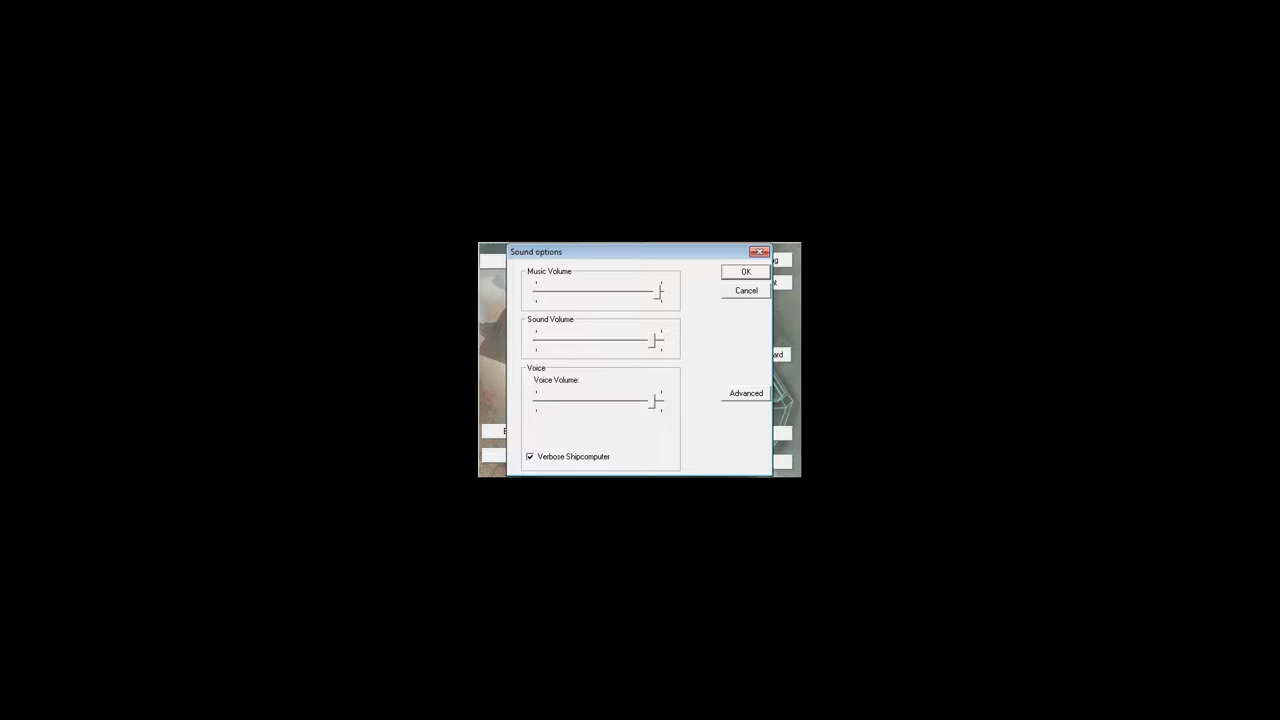 Sound options
Music Volume
OK
Cancel
Sound Volume
Voice
Voice Volume:
Advanced
Verbose Shipcomputer